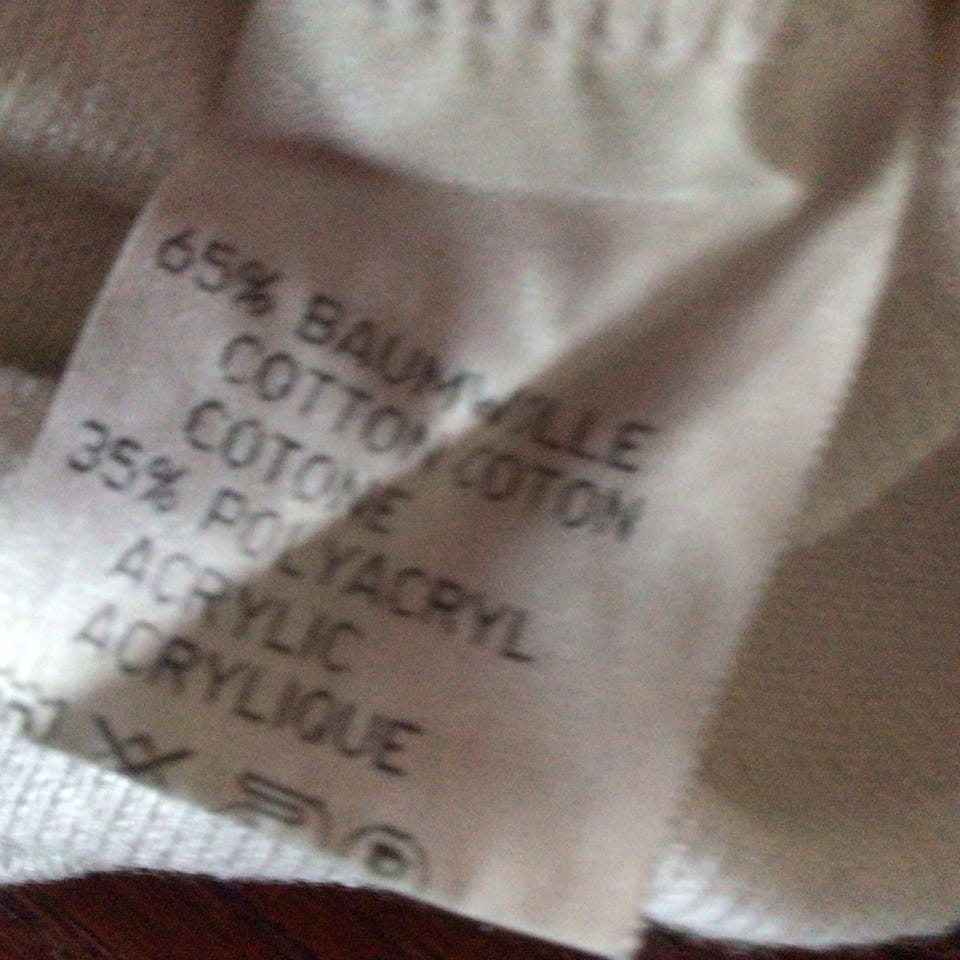 65% BAUMWOLLE
COTTON COTON
COTONE
35% POLYACRYL
ACRYLIC
ACRYLIQUE